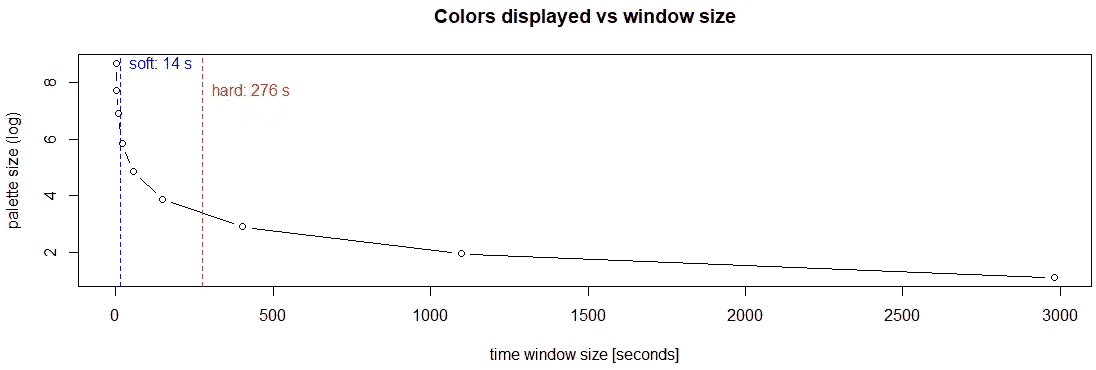 Colors displayed vs window size
soft: 14 s
hard: 276 s
palette size (log)
8
6
4
2
0 500 1000 1500 2000 2500 3000
time window size [seconds]